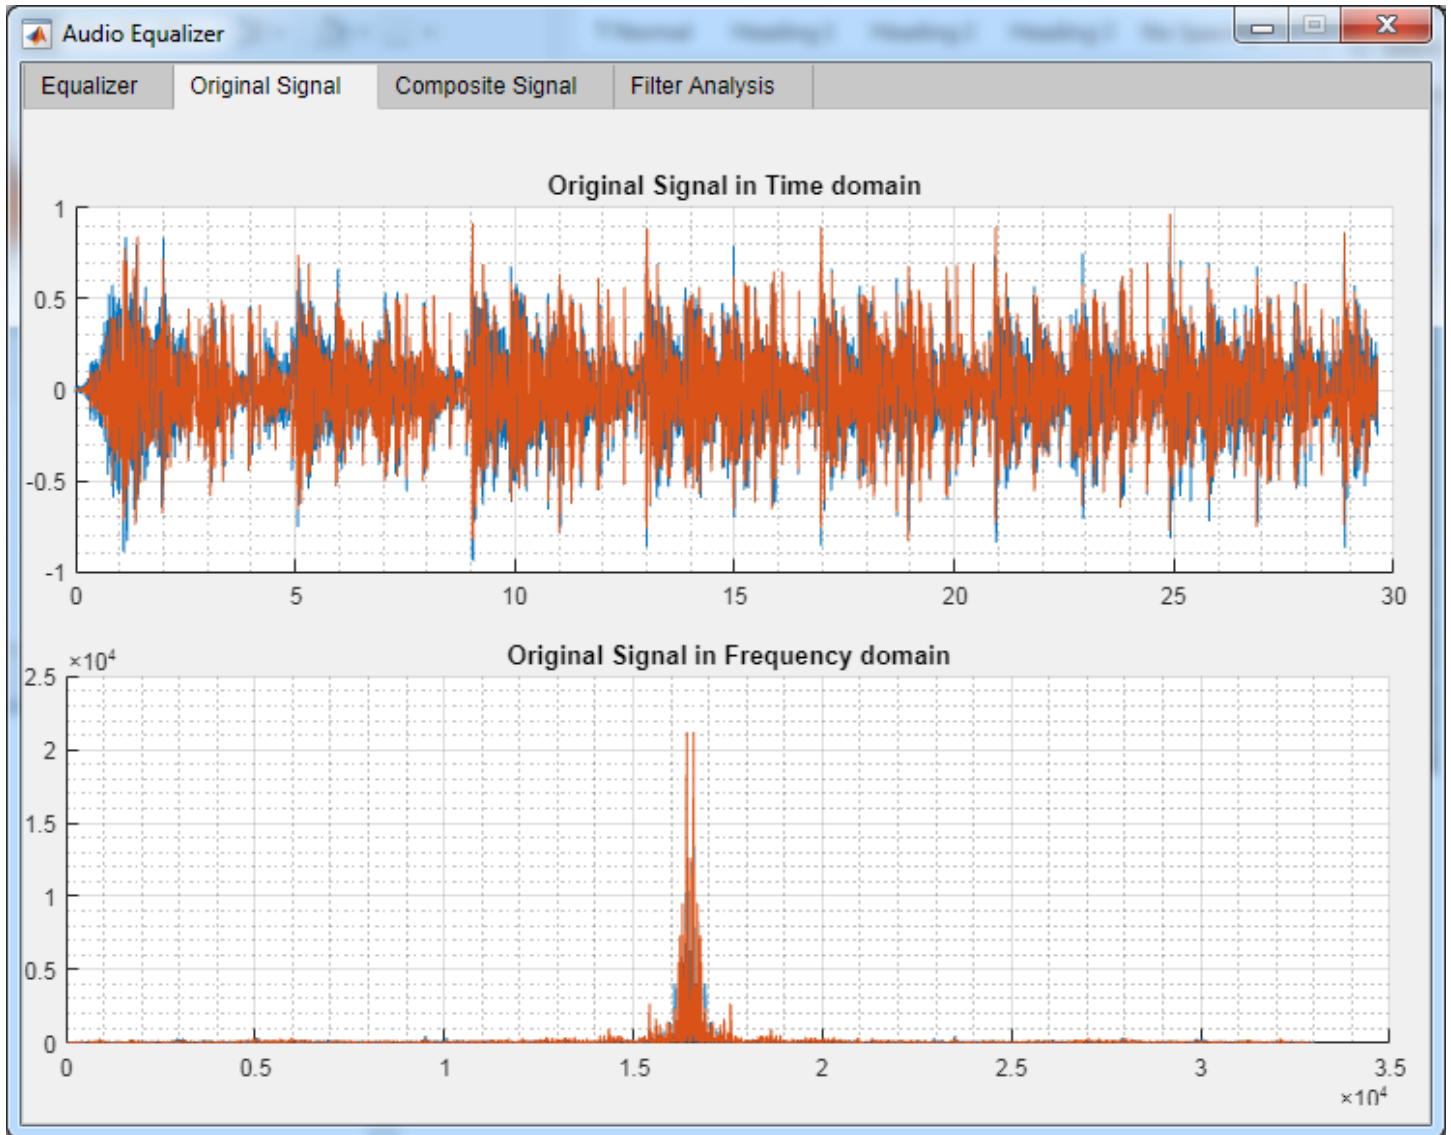 Audio Equalizer
Equalizer Original Signal Composite Signal Filter Analysis
Original Signal in Time domain
1
0.5
0
-0.5
-1
0 5 10 15 20 25 30
Original Signal in Frequency domain
×10⁴
2.5
2
1.5
1
0.5
0
0 0.5 1 1.5 2 2.5 3 3.5
×10⁴